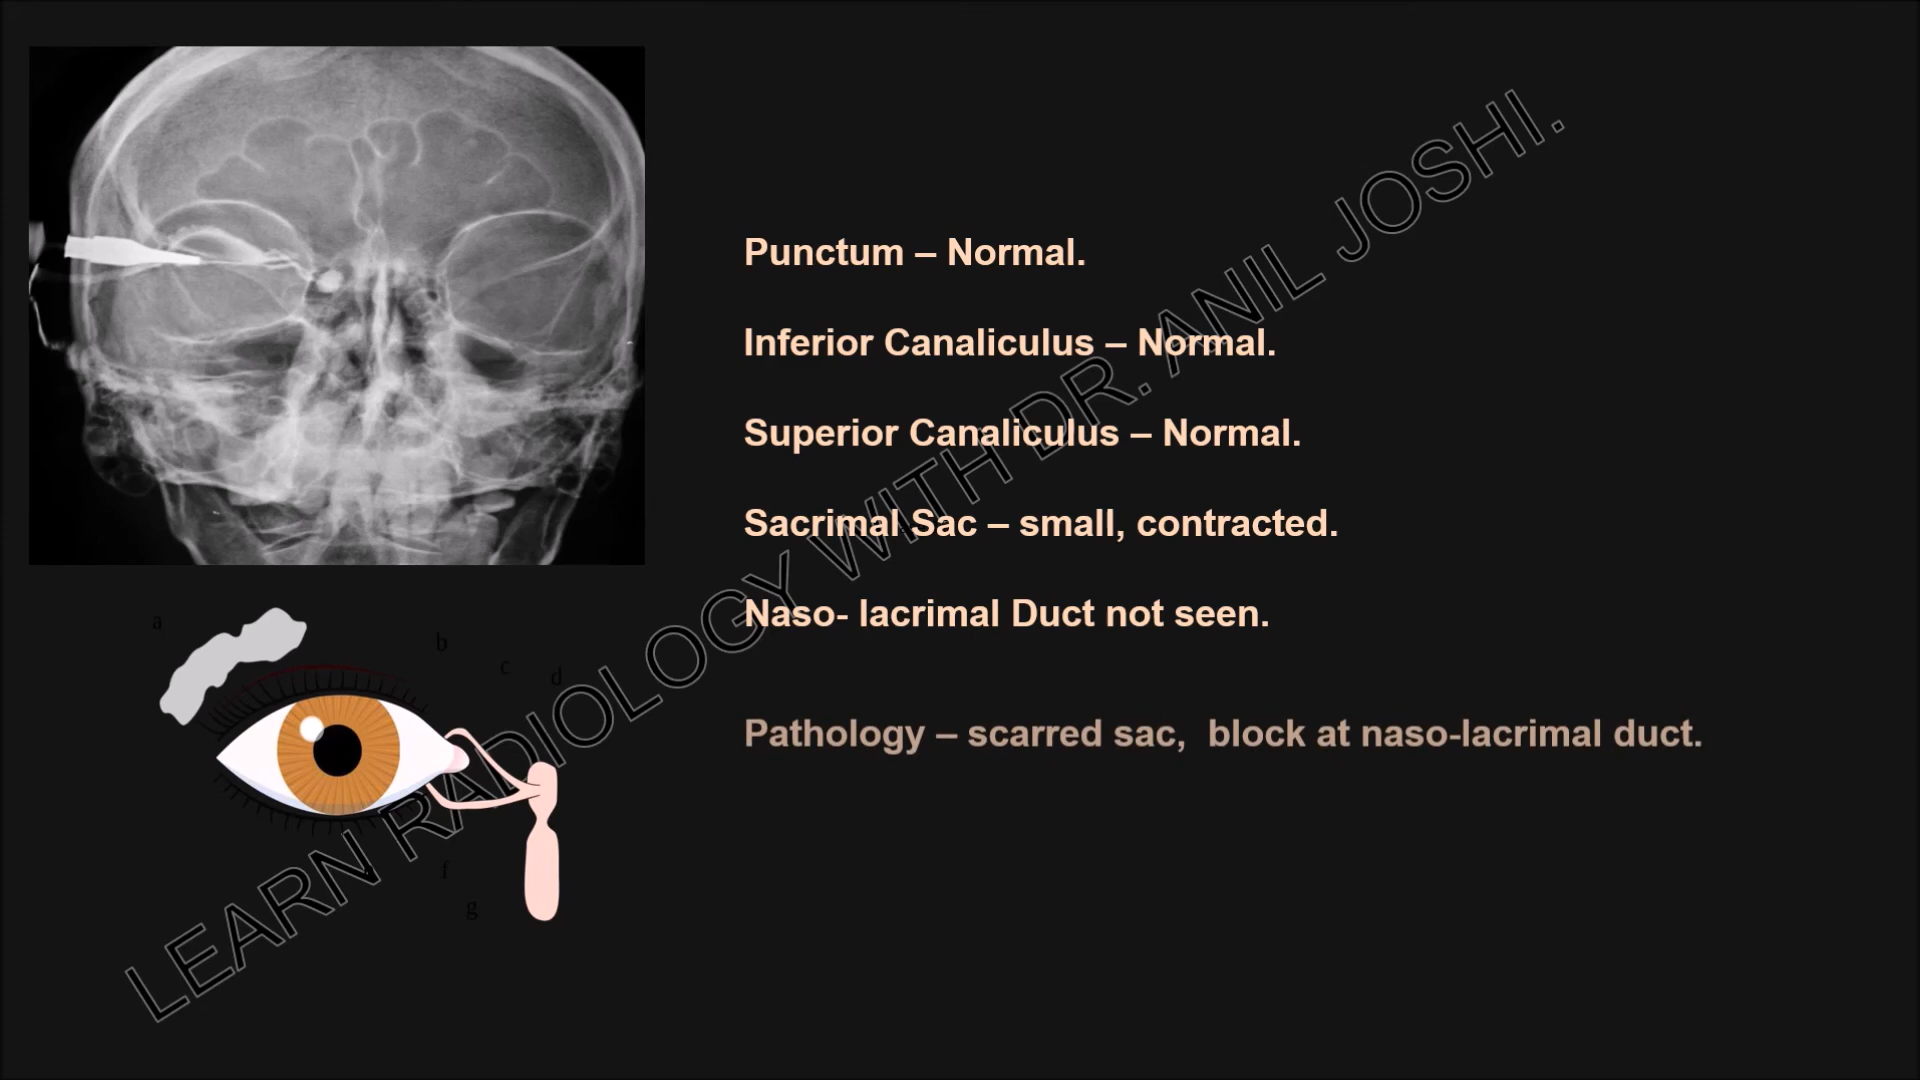 Punctum – Normal.
Inferior Canaliculus – Normal.
Superior Canaliculus – Normal.
Sacrimal Sac – small, contracted.
Naso- lacrimal Duct not seen.
Pathology – scarred sac,  block at naso-lacrimal duct.
a
b
c
d
f
g
LEARN RADIOLOGY WITH DR. ANIL JOSHI.